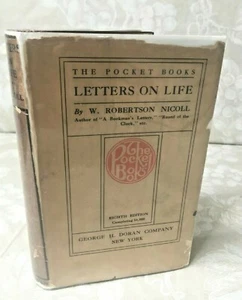 THE POCKET BOOKS
LETTERS ON LIFE
By W. ROBERTSON NICOLL
Author of "A Bookman's Letters," "Round of the
Clock," etc.
The
Pocket
Books
EIGHTH EDITION
Completing
GEORGE H. DORAN COMPANY
NEW YORK